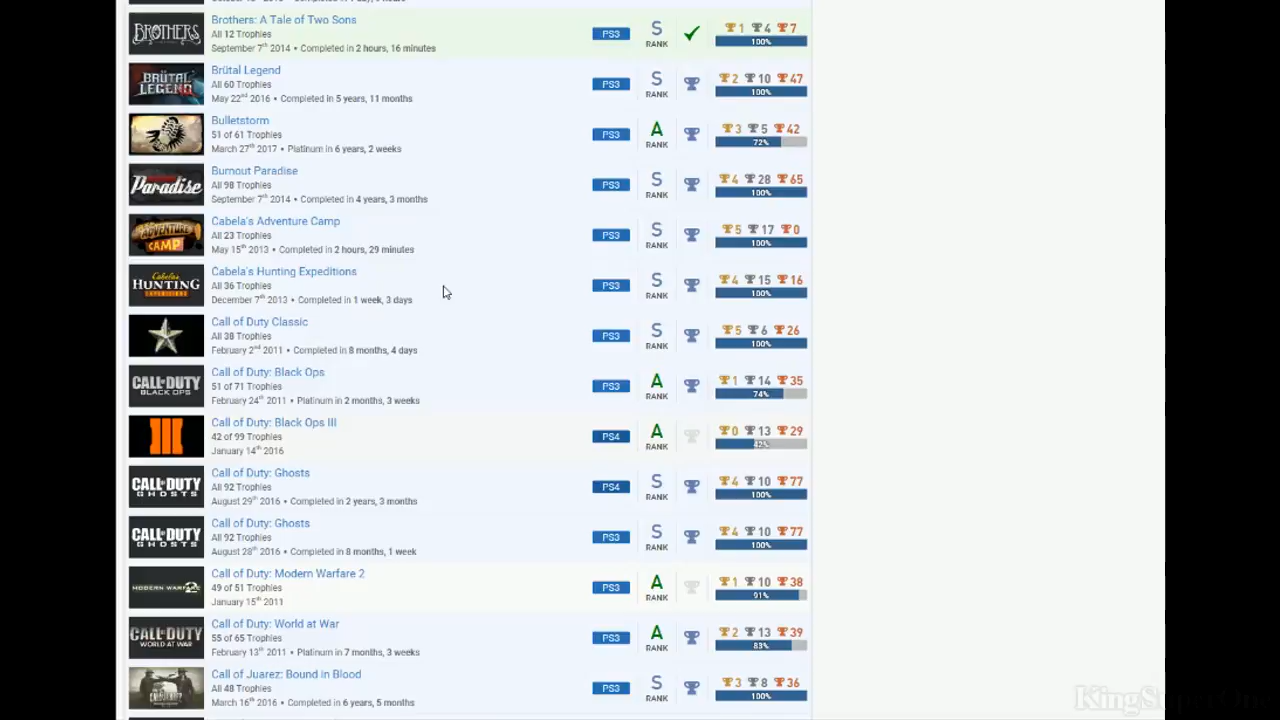 BROTHERS
Brothers: A Tale of Two Sons
All 12 Trophies
September 7th 2014 • Completed in 2 hours, 16 minutes
PS3
S
RANK
1 4 7
100%
BRÜTAL LEGEND
Brütal Legend
All 60 Trophies
May 22nd 2016 • Completed in 5 years, 11 months
PS3
S
RANK
2 10 47
100%
Bulletstorm
51 of 61 Trophies
March 27th 2017 • Platinum in 6 years, 2 weeks
PS3
A
RANK
3 5 42
72%
Paradise
Burnout Paradise
All 98 Trophies
September 7th 2014 • Completed in 4 years, 3 months
PS3
S
RANK
4 28 65
100%
ADVENTURE CAMP
Cabela's Adventure Camp
All 23 Trophies
May 15th 2013 • Completed in 2 hours, 29 minutes
PS3
S
RANK
5 17 0
100%
Cabela's
HUNTING
EXPEDITIONS
Cabela's Hunting Expeditions
All 36 Trophies
December 7th 2013 • Completed in 1 week, 3 days
PS3
S
RANK
4 15 16
100%
Call of Duty Classic
All 38 Trophies
February 2nd 2011 • Completed in 8 months, 4 days
PS3
S
RANK
5 6 26
100%
CALL OF DUTY
BLACK OPS
Call of Duty: Black Ops
51 of 71 Trophies
February 24th 2011 • Platinum in 2 months, 3 weeks
PS3
A
RANK
1 14 35
74%
III
Call of Duty: Black Ops III
42 of 99 Trophies
January 14th 2016
PS4
A
RANK
0 13 29
42%
CALL OF DUTY
GHOSTS
Call of Duty: Ghosts
All 92 Trophies
August 29th 2016 • Completed in 2 years, 3 months
PS4
S
RANK
4 10 77
100%
CALL OF DUTY
GHOSTS
Call of Duty: Ghosts
All 92 Trophies
August 28th 2016 • Completed in 8 months, 1 week
PS3
S
RANK
4 10 77
100%
MODERN WARFARE 2
Call of Duty: Modern Warfare 2
49 of 51 Trophies
January 15th 2011
PS3
A
RANK
1 10 38
91%
CALL OF DUTY
WORLD AT WAR
Call of Duty: World at War
55 of 65 Trophies
February 13th 2011 • Platinum in 7 months, 3 weeks
PS3
A
RANK
2 13 39
83%
Call of Juarez: Bound in Blood
All 48 Trophies
March 16th 2016 • Completed in 6 years, 5 months
PS3
S
RANK
3 8 36
100%
KingSuperOne